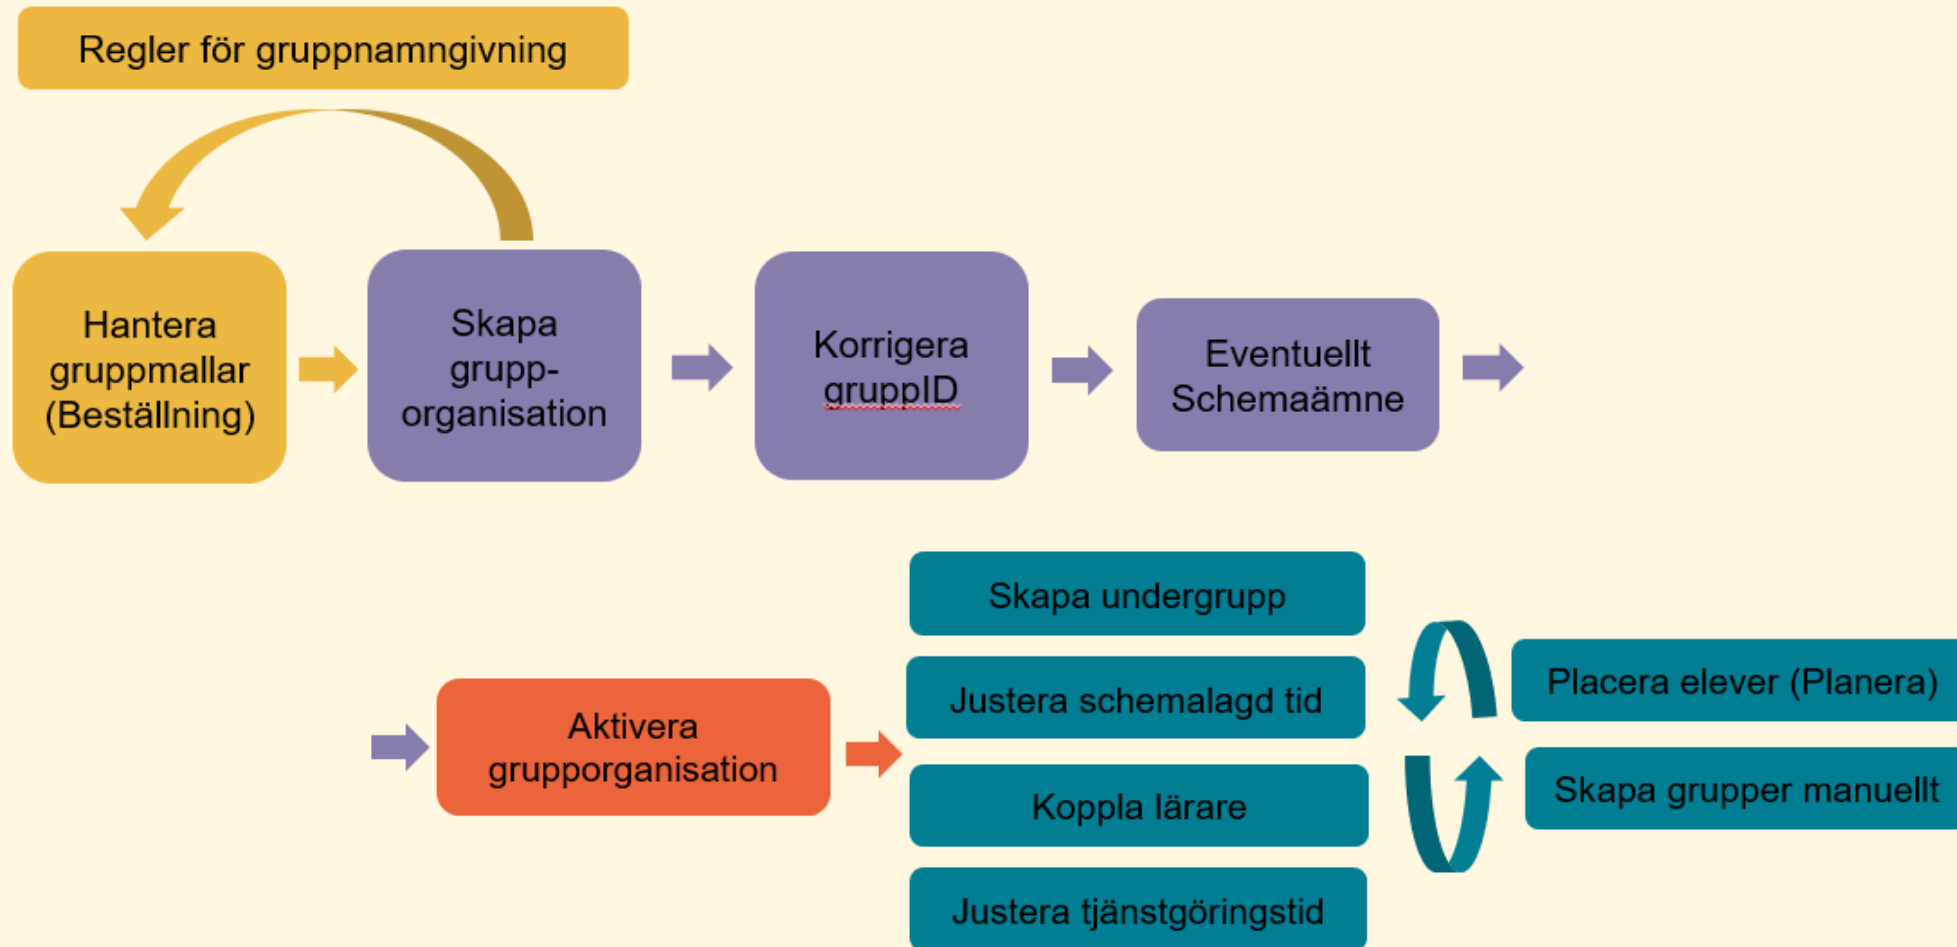 Regler för gruppnamngivning
Hantera
gruppmallar
(Beställning)
Skapa
grupp-
organisation
Korrigera
gruppID
Eventuellt
Schemaämne
Aktivera
grupporganisation
Skapa undergrupp
Justera schemalagd tid
Koppla lärare
Justera tjänstgöringstid
Placera elever (Planera)
Skapa grupper manuellt